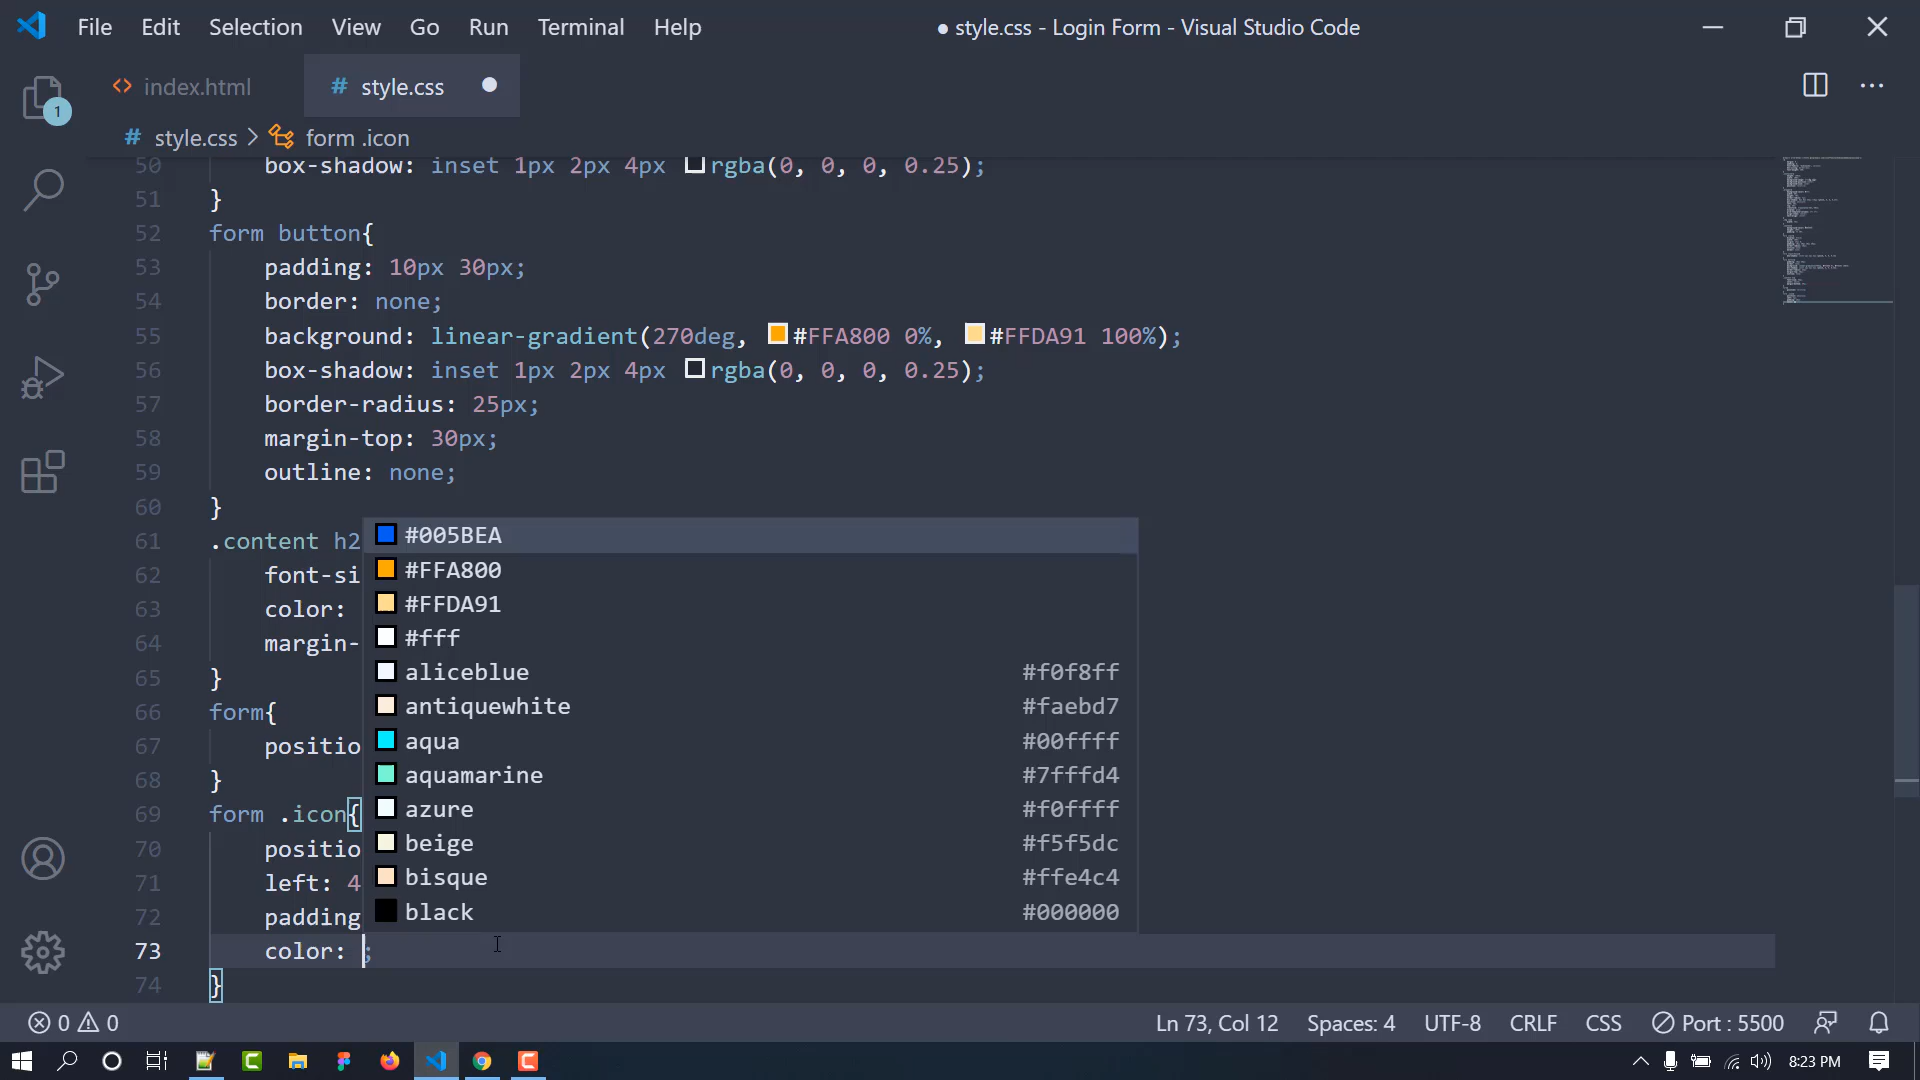 File Edit Selection View Go Run Terminal Help ● style.css - Login Form - Visual Studio Code
index.html # style.css
1
# style.css > form .icon
50 box-shadow: inset 1px 2px 4px rgba(0, 0, 0, 0.25);
51 }
52 form button{
53 padding: 10px 30px;
54 border: none;
55 background: linear-gradient(270deg, #FFA800 0%, #FFDA91 100%);
56 box-shadow: inset 1px 2px 4px rgba(0, 0, 0, 0.25);
57 border-radius: 25px;
58 margin-top: 30px;
59 outline: none;
60 }
#005BEA
61 .content h2
#FFA800
62 font-si
#FFDA91
63 color:
#fff
64 margin-
aliceblue #f0f8ff
65 }
antiquewhite #faebd7
66 form{
aqua #00ffff
67 positio
aquamarine #7fffd4
68 }
azure #f0ffff
69 form .icon{
beige #f5f5dc
70 positio
bisque #ffe4c4
71 left: 4
black #000000
72 padding
73 color: ;
74 }
0 0 Ln 73, Col 12 Spaces: 4 UTF-8 CRLF CSS Port : 5500
8:23 PM